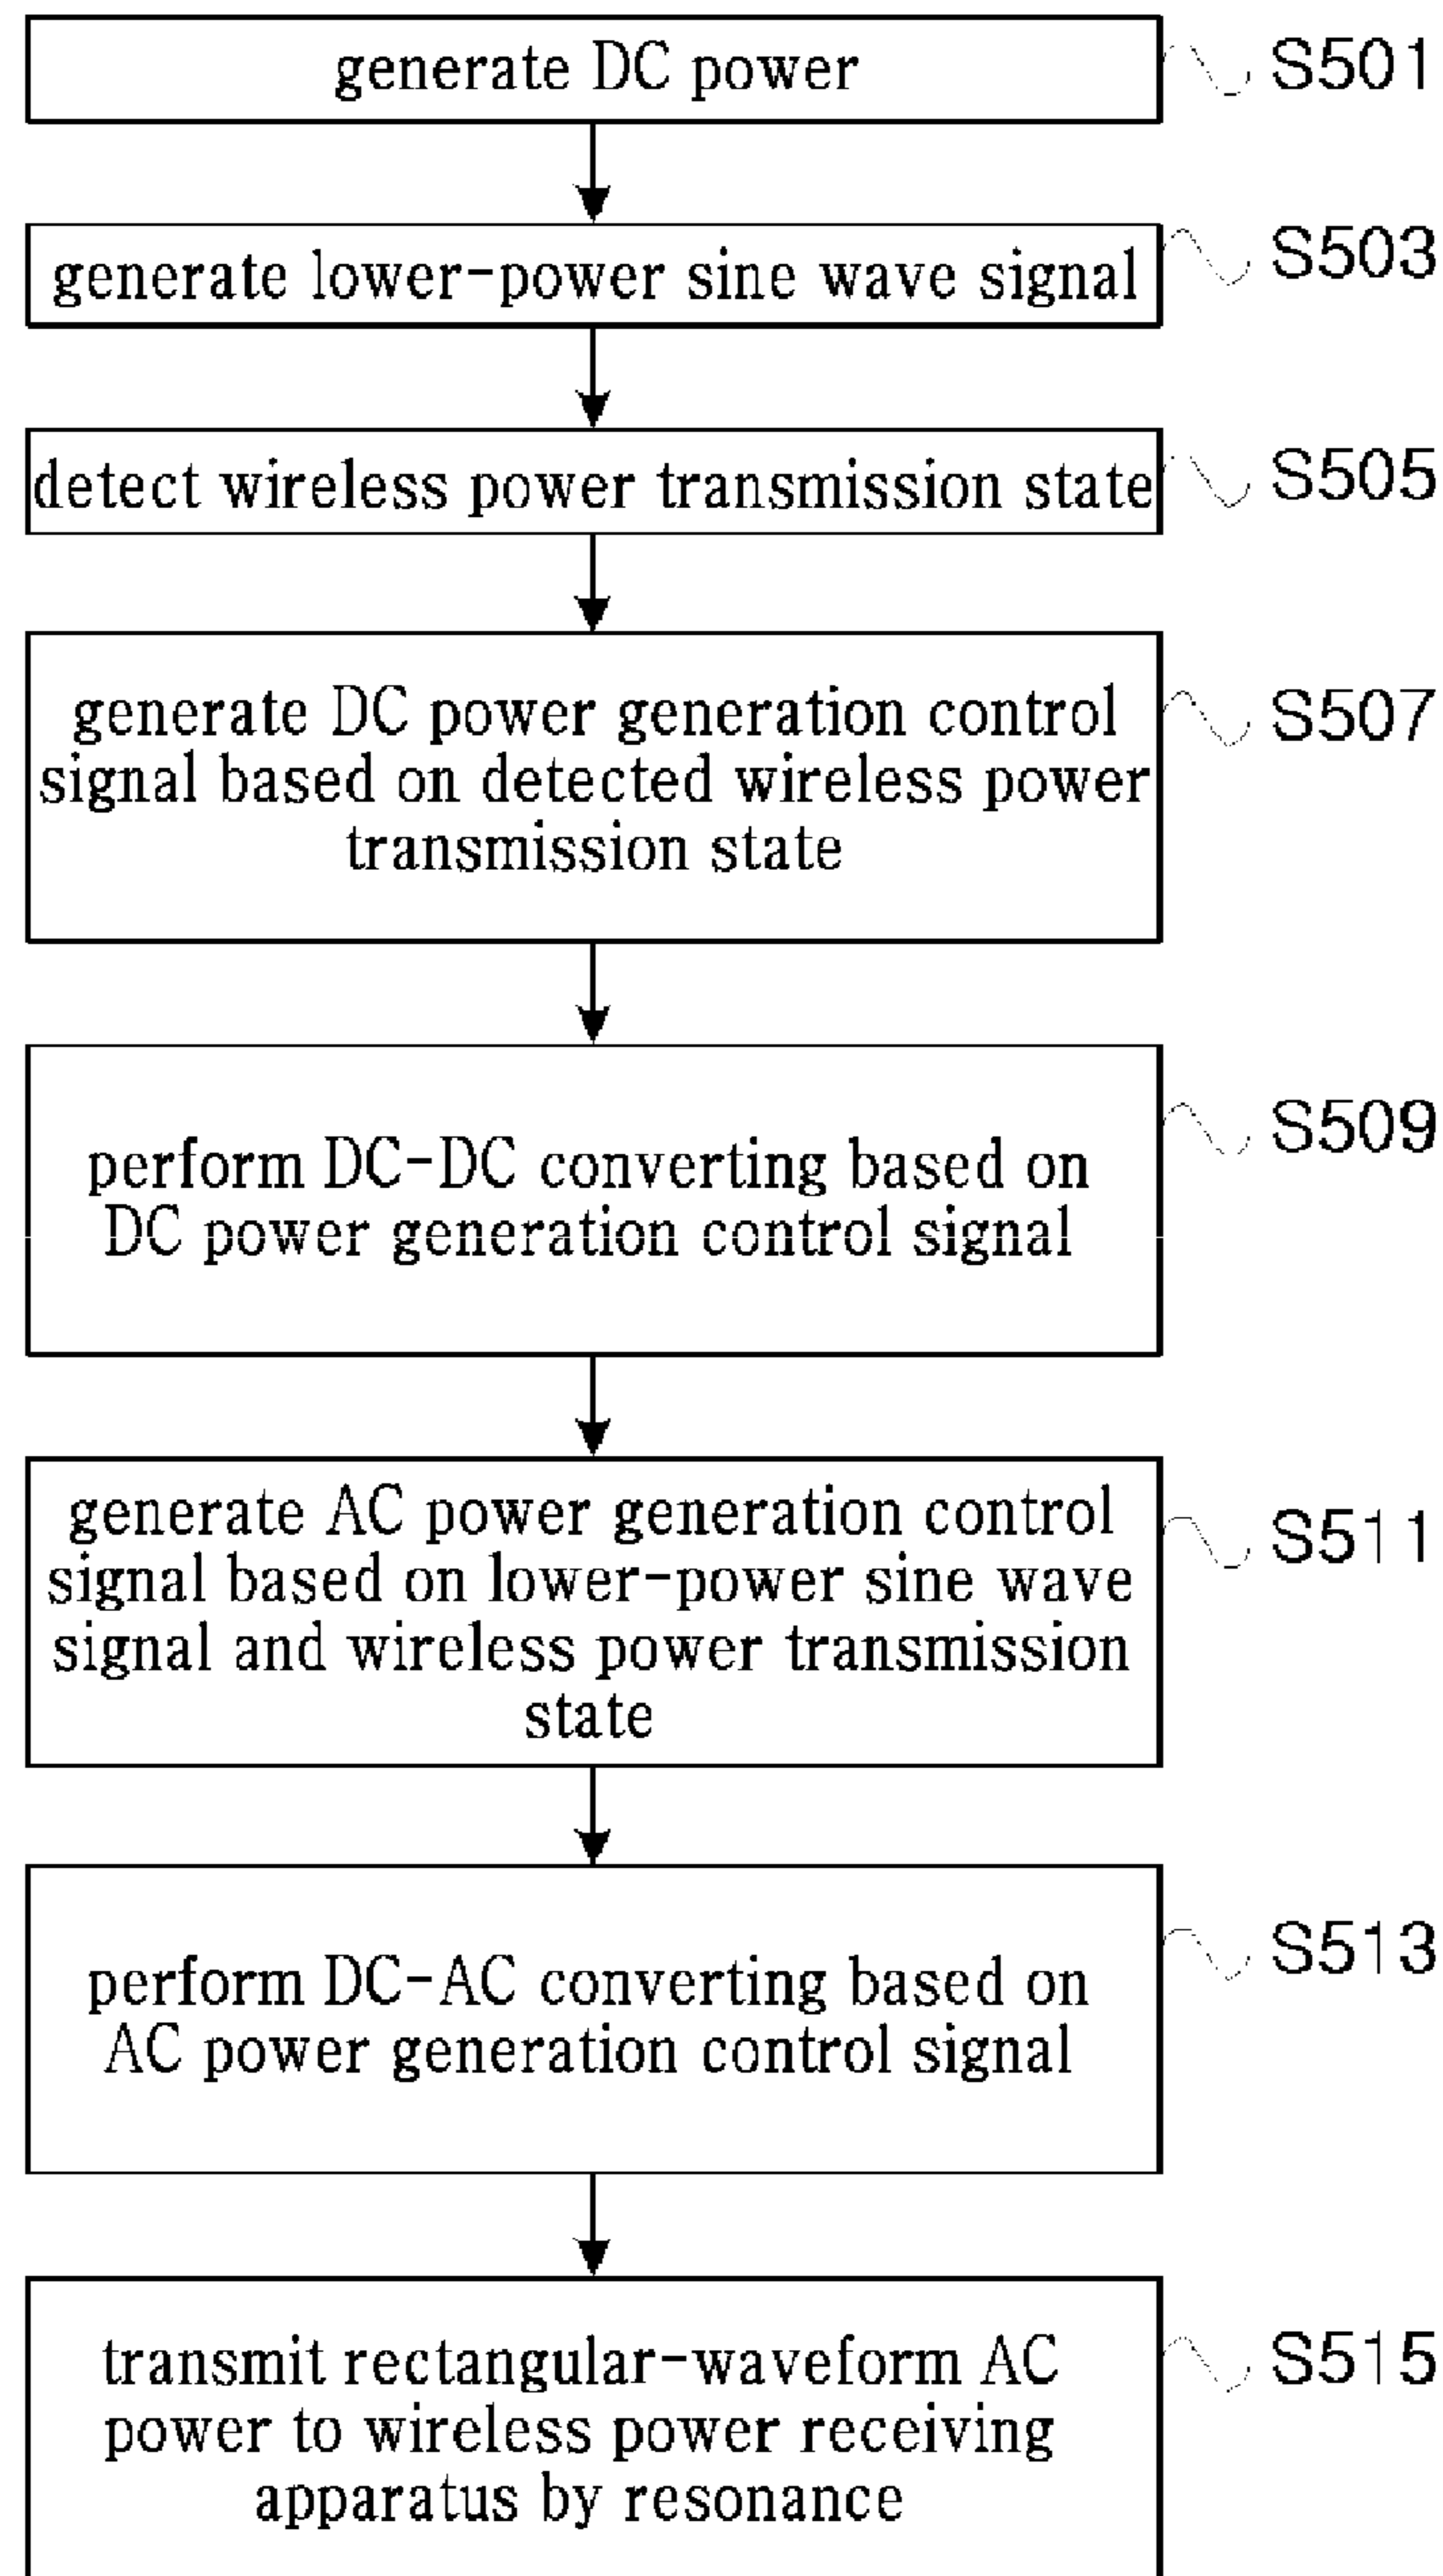 generate DC power
S501
generate lower-power sine wave signal
S503
detect wireless power transmission state
S505
generate DC power generation control
signal based on detected wireless power
transmission state
S507
perform DC-DC converting based on
DC power generation control signal
S509
generate AC power generation control
signal based on lower-power sine wave
signal and wireless power transmission
state
S511
perform DC-AC converting based on
AC power generation control signal
S513
transmit rectangular-waveform AC
power to wireless power receiving
apparatus by resonance
S515